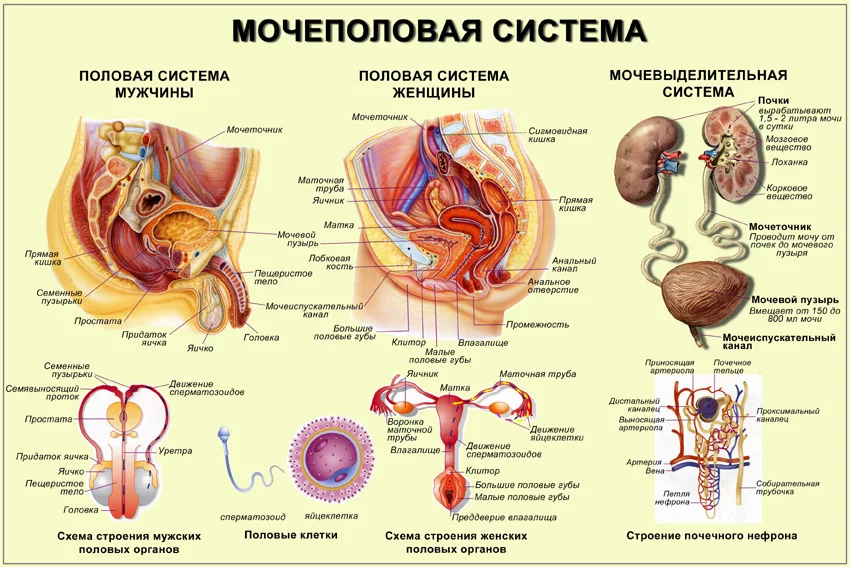 МОЧЕПОЛОВАЯ СИСТЕМА
ПОЛОВАЯ СИСТЕМА
МУЖЧИНЫ
Мочеточник
Мочевой
пузырь
Прямая
кишка
Семенные
пузырьки
Простата
Придаток
яичка
Яичко
Пещеристое
тело
Головка
Мочеиспускательный
канал
ПОЛОВАЯ СИСТЕМА
ЖЕНЩИНЫ
Мочеточник
Сигмовидная
кишка
Маточная
труба
Яичник
Матка
Лобковая
кость
Прямая
кишка
Анальный
канал
Анальное
отверстие
Промежность
Большие
половые губы
Клитор
Малые
половые губы
Влагалище
МОЧЕВЫДЕЛИТЕЛЬНАЯ
СИСТЕМА
Почки
вырабатывают
1,5 - 2 литра мочи
в сутки
Мозговое
вещество
Лоханка
Корковое
вещество
Мочеточник
Проводит мочу от
почек до мочевого
пузыря
Мочевой пузырь
Вмещает от 150 до
800 мл мочи
Мочеиспускательный
канал
Семенные
пузырьки
Семявыносящий
проток
Движение
сперматозоидов
Простата
Придаток яичка
Уретра
Яичко
Пещеристое
тело
Головка
Схема строения мужских
половых органов
сперматозоид
яйцеклетка
Половые клетки
Яичник
Матка
Маточная труба
Воронка
маточной
трубы
Движение
яйцеклетки
Влагалище
Движение
сперматозоидов
Клитор
Большие половые губы
Малые половые губы
Преддверие влагалища
Схема строения женских
половых органов
Приносящая
артериола
Почечное
тельце
Дистальный
каналец
Выносящая
артериола
Проксимальный
каналец
Артерия
Вена
Петля
нефрона
Собирательная
трубочка
Строение почечного нефрона